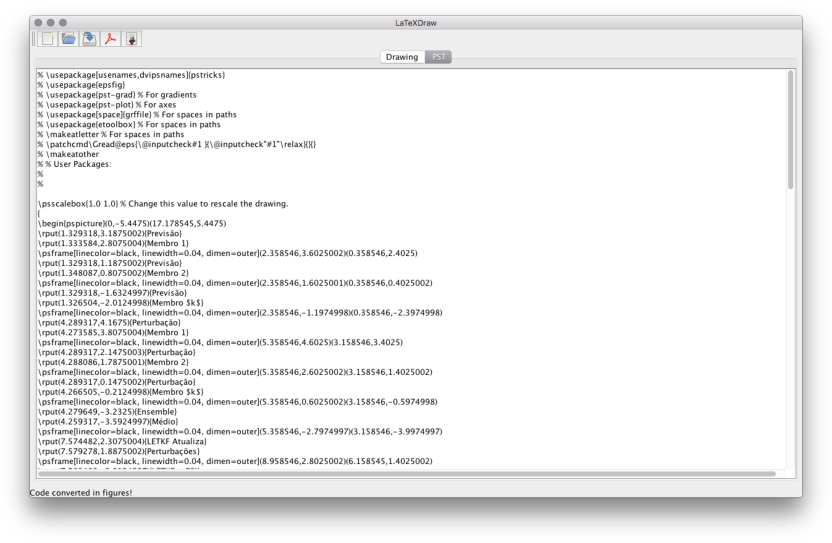 LaTeXDraw
Drawing PST
% \usepackage[usenames,dvipsnames]{pstricks}
% \usepackage{epsfig}
% \usepackage{pst-grad} % For gradients
% \usepackage{pst-plot} % For axes
% \usepackage[space]{grffile} % For spaces in paths
% \usepackage{etoolbox} % For spaces in paths
% \makeatletter % For spaces in paths
% \patchcmd\Gread@eps{\@inputcheck#1 }{\@inputcheck"#1"\relax}{}{}
% \makeatother
% % User Packages:
%
%
\psscalebox{1.0 1.0} % Change this value to rescale the drawing.
{
\begin{pspicture}(0,-5.4475)(17.178545,5.4475)
\rput(1.329318,3.1875002){Previsão}
\rput(1.333584,2.8075004){Membro 1}
\psframe[linecolor=black, linewidth=0.04, dimen=outer](2.358546,3.6025002)(0.358546,2.4025)
\rput(1.329318,1.1875002){Previsão}
\rput(1.348087,0.8075002){Membro 2}
\psframe[linecolor=black, linewidth=0.04, dimen=outer](2.358546,1.6025001)(0.358546,0.4025002)
\rput(1.329318,-1.6324997){Previsão}
\rput(1.326504,-2.0124998){Membro $k$}
\psframe[linecolor=black, linewidth=0.04, dimen=outer](2.358546,-1.1974998)(0.358546,-2.3974998)
\rput(4.289317,4.1675){Perturbação}
\rput(4.273585,3.8075004){Membro 1}
\psframe[linecolor=black, linewidth=0.04, dimen=outer](5.358546,4.6025)(3.158546,3.4025)
\rput(4.289317,2.1475003){Perturbação}
\rput(4.288086,1.7875001){Membro 2}
\psframe[linecolor=black, linewidth=0.04, dimen=outer](5.358546,2.6025002)(3.158546,1.4025002)
\rput(4.289317,0.1475002){Perturbação}
\rput(4.266505,-0.2124998){Membro $k$}
\psframe[linecolor=black, linewidth=0.04, dimen=outer](5.358546,0.6025002)(3.158546,-0.5974998)
\rput(4.279649,-3.2325){Ensemble}
\rput(4.259317,-3.5924997){Médio}
\psframe[linecolor=black, linewidth=0.04, dimen=outer](5.358546,-2.7974997)(3.158546,-3.9974997)
\rput(7.574482,2.3075004){LETKF Atualiza}
\rput(7.579278,1.8875002){Perturbações}
\psframe[linecolor=black, linewidth=0.04, dimen=outer](8.958546,2.8025002)(6.158545,1.4025002)
Code converted in figures!